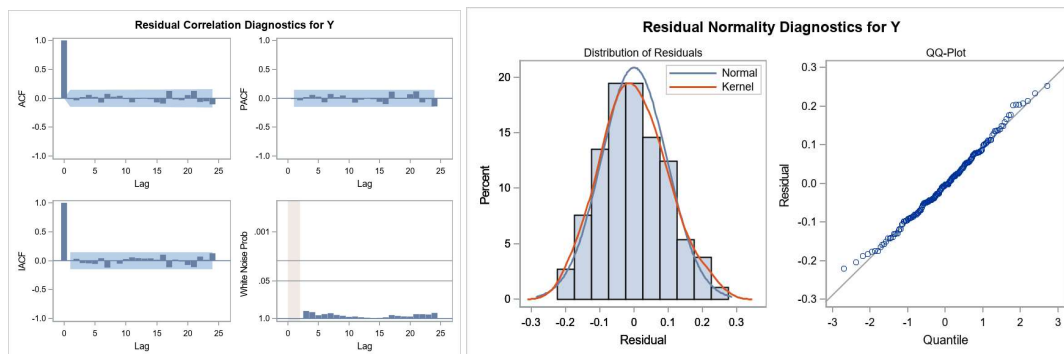 Residual Correlation Diagnostics for Y
1.0
0.5
0.0
-0.5
-1.0
ACF
0 5 10 15 20 25
Lag
1.0
0.5
0.0
-0.5
-1.0
PACF
0 5 10 15 20 25
Lag
1.0
0.5
0.0
-0.5
-1.0
IACF
0 5 10 15 20 25
Lag
.001
.05
1.0
White Noise Prob
0 5 10 15 20 25
Lag
Residual Normality Diagnostics for Y
Distribution of Residuals
Normal
Kernel
20
15
10
5
0
Percent
-0.3 -0.2 -0.1 0 0.1 0.2 0.3
Residual
QQ-Plot
0.3
0.2
0.1
0.0
-0.1
-0.2
-0.3
Residual
-3 -2 -1 0 1 2 3
Quantile